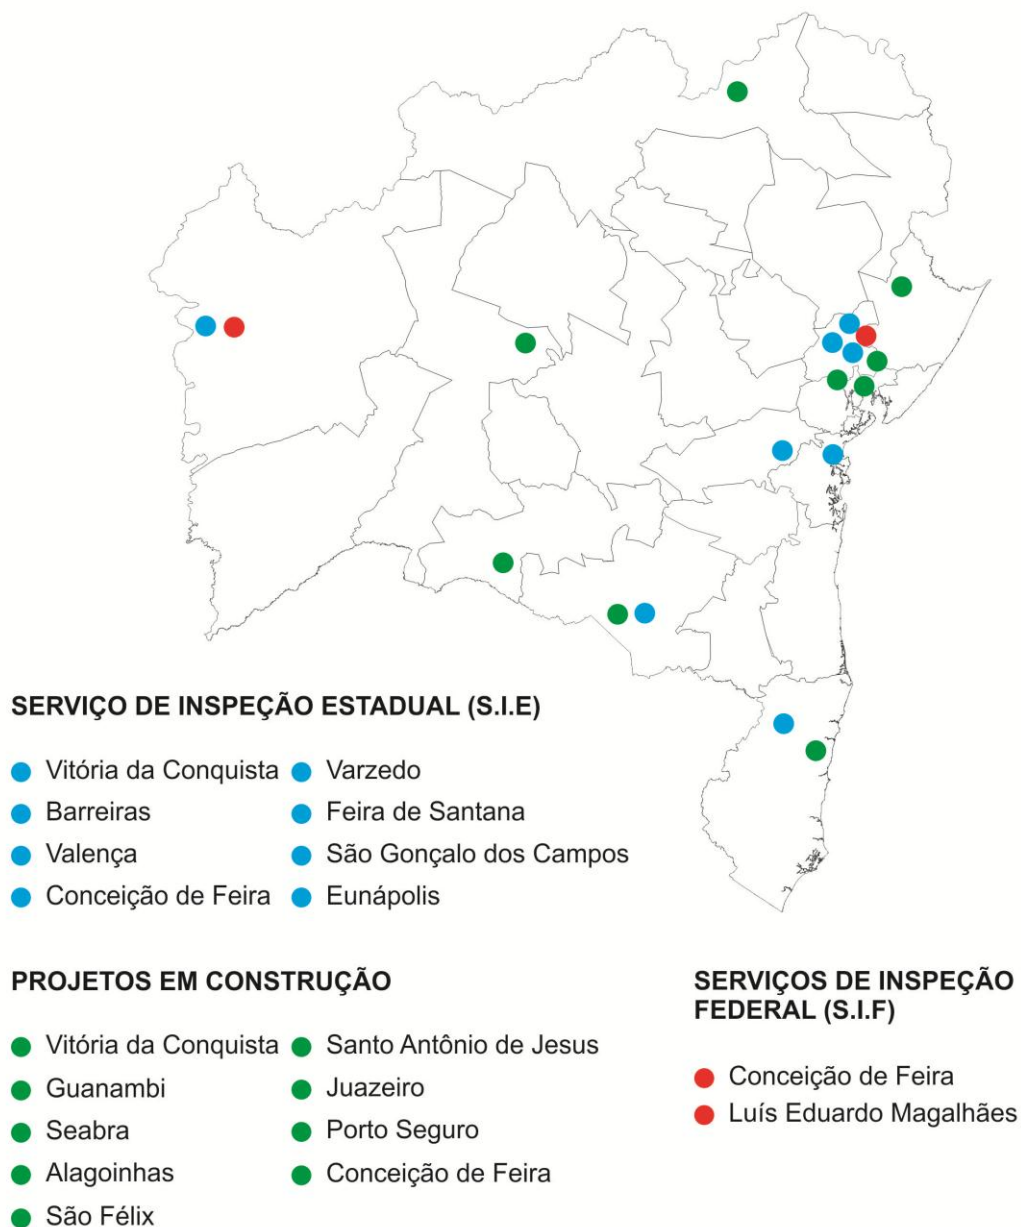 SERVIÇO DE INSPEÇÃO ESTADUAL (S.I.E)
Vitória da Conquista
Barreiras
Valença
Conceição de Feira
Varzedo
Feira de Santana
São Gonçalo dos Campos
Eunápolis
PROJETOS EM CONSTRUÇÃO
Vitória da Conquista
Guanambi
Seabra
Alagoinhas
São Félix
Santo Antônio de Jesus
Juazeiro
Porto Seguro
Conceição de Feira
SERVIÇOS DE INSPEÇÃO
FEDERAL (S.I.F)
Conceição de Feira
Luís Eduardo Magalhães